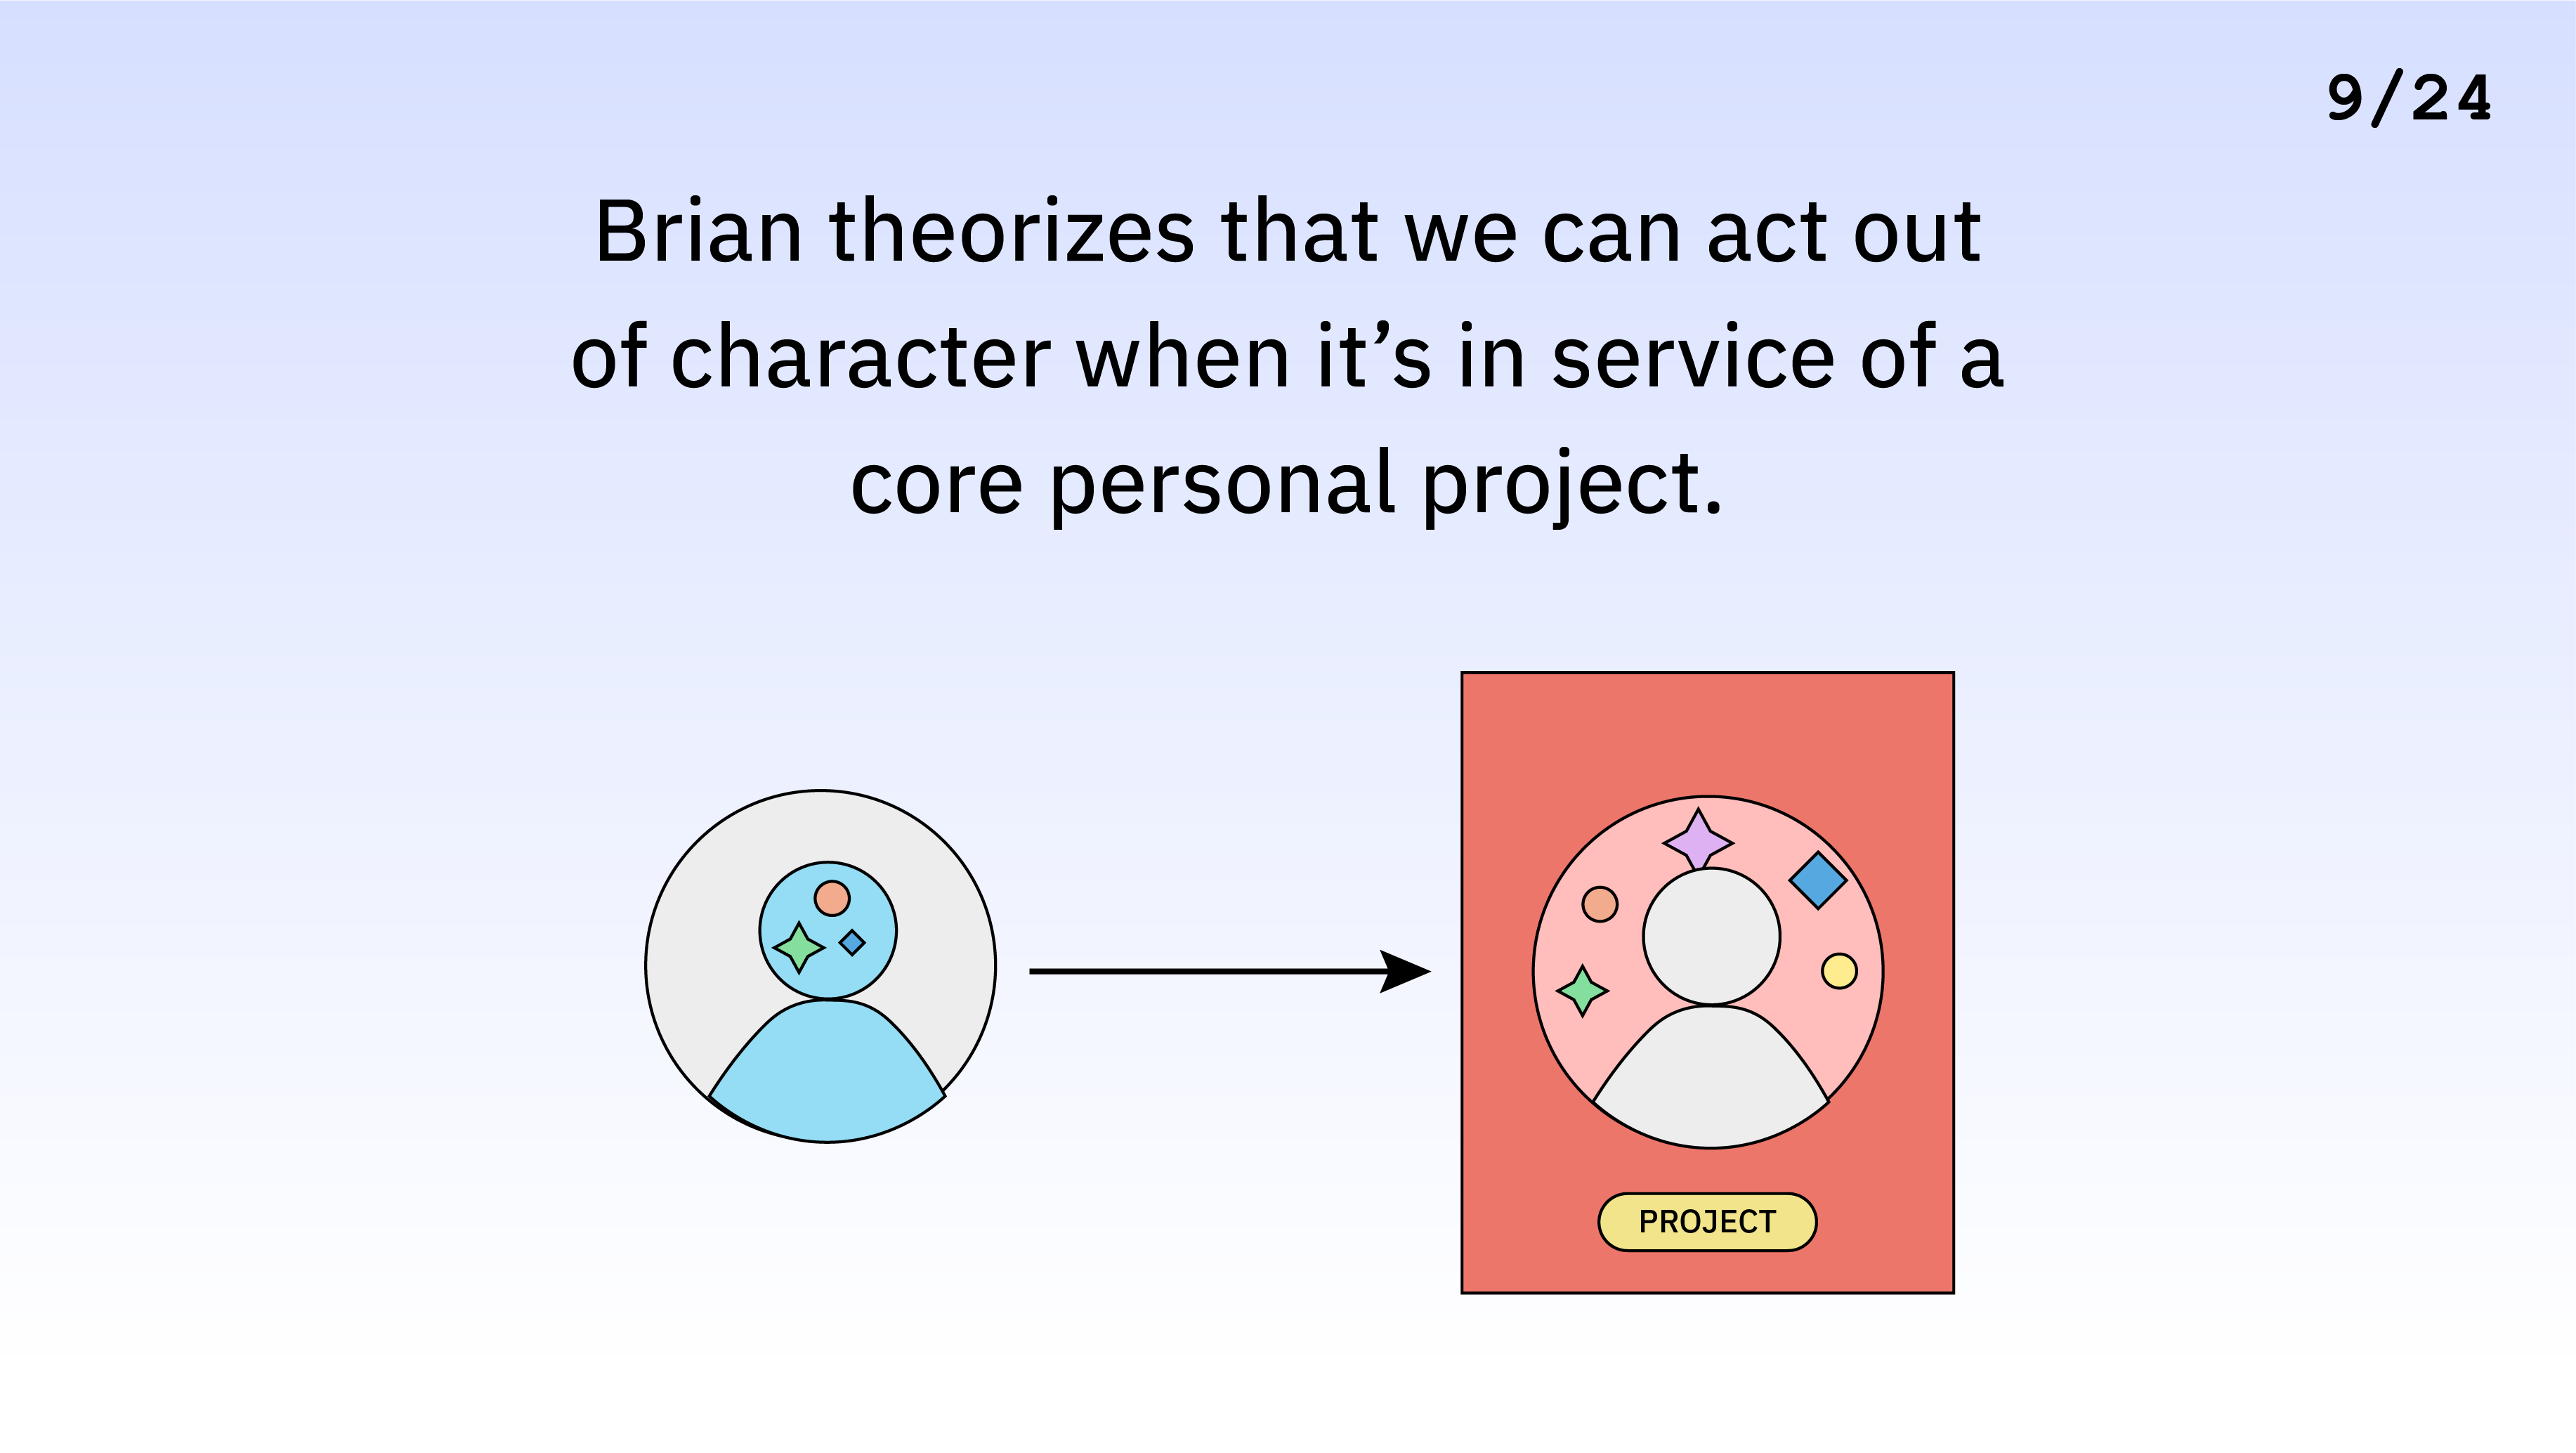 9/24
Brian theorizes that we can act out
of character when it’s in service of a
core personal project.
PROJECT